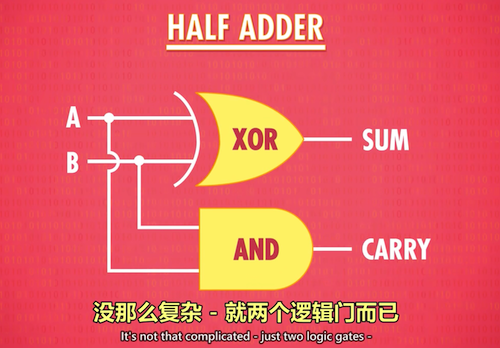 HALF ADDER
A
XOR
SUM
B
AND
CARRY
没那么复杂 - 就两个逻辑门而已
It's not that complicated - just two logic gates -